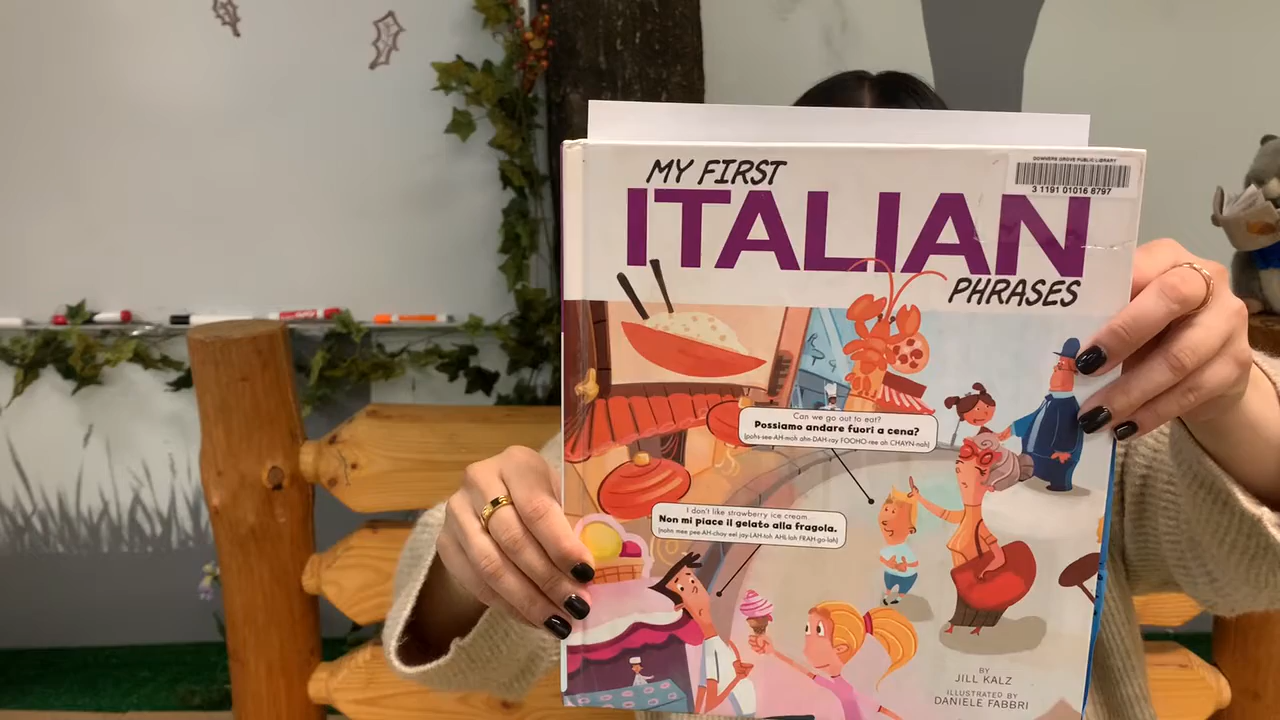 MY FIRST
ITALIAN
PHRASES
DOWNERS GROVE PUBLIC LIBRARY
3 1191 01016 8797
Can we go out to eat?
Possiamo andare fuori a cena?
(pohs-see-AH-moh ahn-DAH-ray FOOHO-ree ah CHAYN-nah)
I don't like strawberry ice cream.
Non mi piace il gelato alla fragola.
(nohn mee pee-AH-chay eel jay-LAH-toh AHL-lah FRAH-go-lah)
BY
JILL KALZ
ILLUSTRATED BY
DANIELE FABBRI